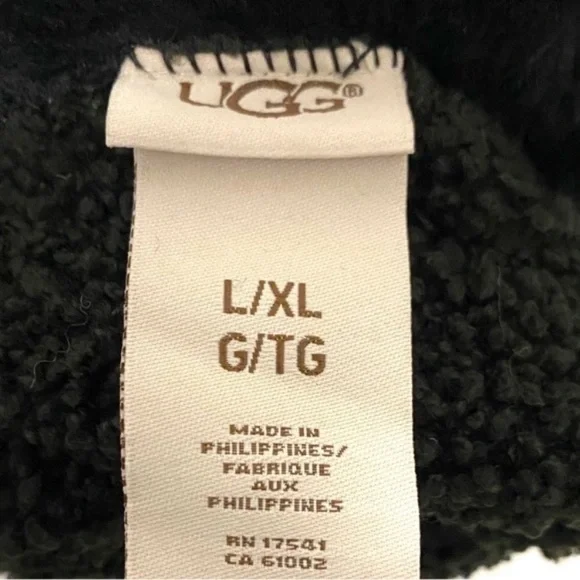 UGG®
L/XL
G/TG
MADE IN
PHILIPPINES/
FABRIQUE
AUX
PHILIPPINES
RN 17541
CA 61002